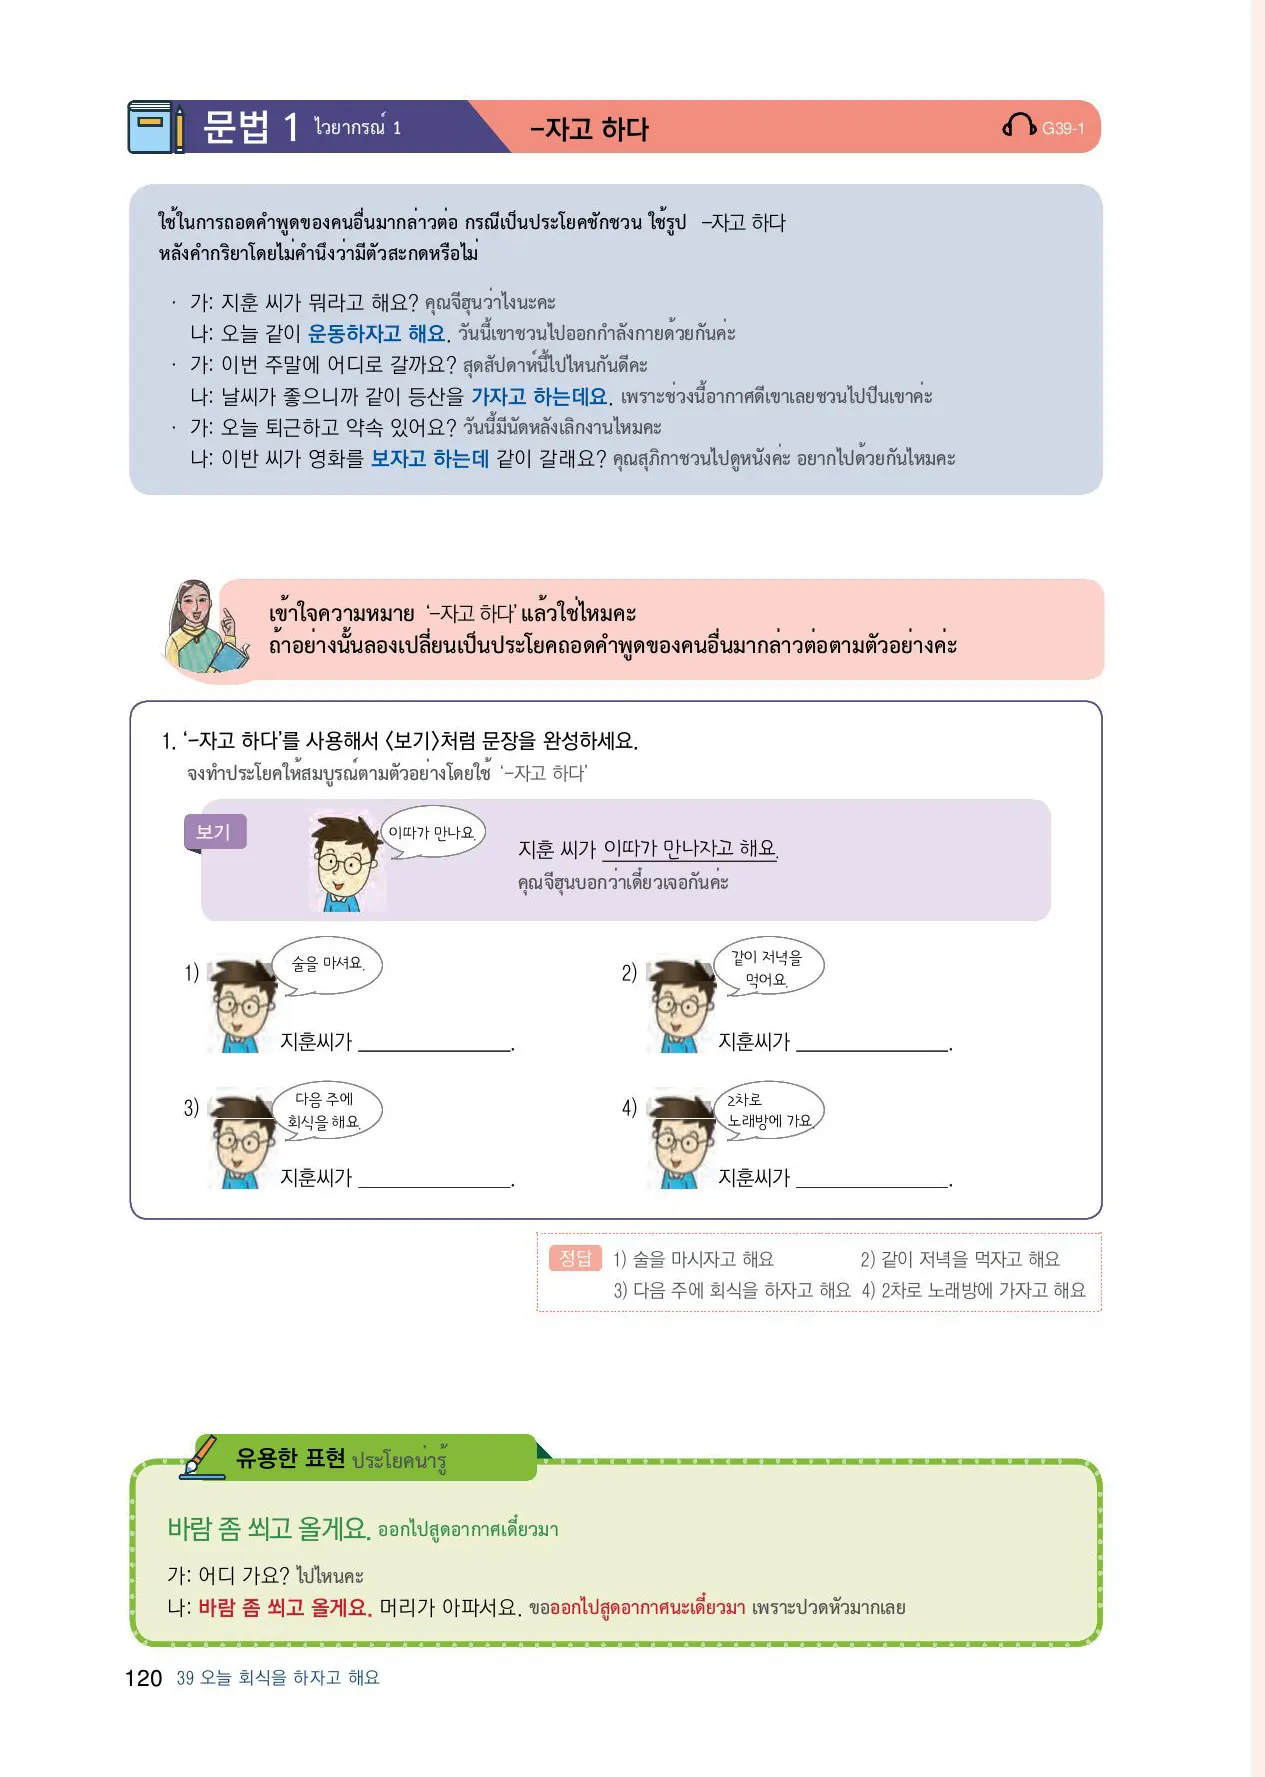 문법 1 ไวยากรณ์ 1
-자고 하다
G39-1
ใช้ในการถอดคำพูดของคนอื่นมากล่าวต่อ กรณีเป็นประโยคชักชวน ใช้รูป -자고 하다
หลังคำกริยาโดยไม่คำนึงว่ามีตัวสะกดหรือไม่
· 가: 지훈 씨가 뭐라고 해요? คุณจีฮุนว่าไงนะคะ
나: 오늘 같이 운동하자고 해요. วันนี้เขาชวนไปออกกำลังกายด้วยกันค่ะ
· 가: 이번 주말에 어디로 갈까요? สุดสัปดาห์นี้ไปไหนกันดีคะ
나: 날씨가 좋으니까 같이 등산을 가자고 하는데요. เพราะช่วงนี้อากาศดีเขาเลยชวนไปปีนเขาค่ะ
· 가: 오늘 퇴근하고 약속 있어요? วันนี้มีนัดหลังเลิกงานไหมคะ
나: 이반 씨가 영화를 보자고 하는데 같이 갈래요? คุณสุภิกาชวนไปดูหนังค่ะ อยากไปด้วยกันไหมคะ
เข้าใจความหมาย ‘-자고 하다’ แล้วใช่ไหมคะ
ถ้าอย่างนั้นลองเปลี่ยนเป็นประโยคถอดคำพูดของคนอื่นมากล่าวต่อตามตัวอย่างค่ะ
1. ‘-자고 하다’를 사용해서 〈보기〉처럼 문장을 완성하세요.
จงทำประโยคให้สมบูรณ์ตามตัวอย่างโดยใช้ ‘-자고 하다’
보기
이따가 만나요.
지훈 씨가 이따가 만나자고 해요.
คุณจีฮุนบอกว่าเดี๋ยวเจอกันค่ะ
1)
술을 마셔요.
지훈씨가 ______________.
2)
같이 저녁을
먹어요.
지훈씨가 ______________.
3)
다음 주에
회식을 해요.
지훈씨가 ______________.
4)
2차로
노래방에 가요.
지훈씨가 ______________.
정답 1) 술을 마시자고 해요 2) 같이 저녁을 먹자고 해요
3) 다음 주에 회식을 하자고 해요 4) 2차로 노래방에 가자고 해요
유용한 표현 ประโยคน่ารู้
바람 좀 쐬고 올게요. ออกไปสูดอากาศเดี๋ยวมา
가: 어디 가요? ไปไหนคะ
나: 바람 좀 쐬고 올게요. 머리가 아파서요. ขอออกไปสูดอากาศนะเดี๋ยวมา เพราะปวดหัวมากเลย
120 39 오늘 회식을 하자고 해요